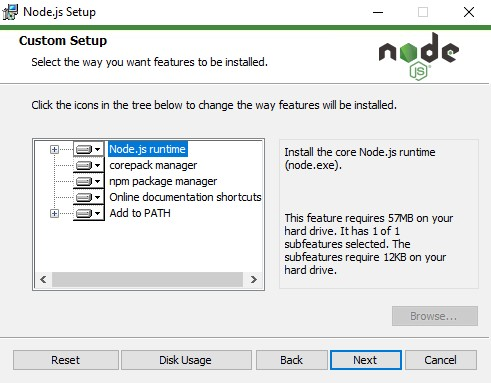 Node.js Setup
Custom Setup
Select the way you want features to be installed.
node
JS
Click the icons in the tree below to change the way features will be installed.
Node.js runtime
corepack manager
npm package manager
Online documentation shortcuts
Add to PATH
Install the core Node.js runtime
(node.exe).
This feature requires 57MB on your
hard drive. It has 1 of 1
subfeatures selected. The
subfeatures require 12KB on your
hard drive.
Browse...
Reset
Disk Usage
Back
Next
Cancel